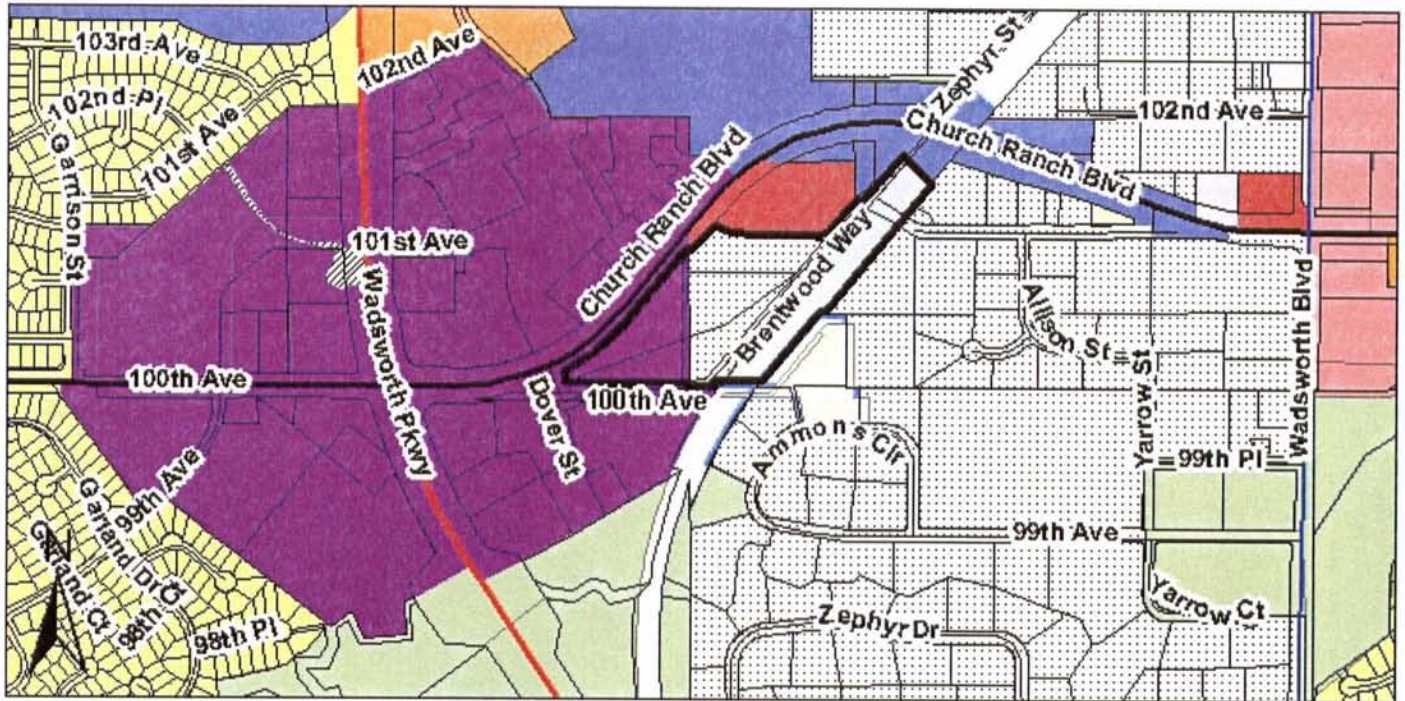 103rd Ave
102nd Ave
Zephyr St
102nd Pl
101st Ave
Garrison St
Church Ranch Blvd
102nd Ave
Church Ranch Blvd
101st Ave
Wadsworth Pkwy
Brentwood Way
Allison St
Yarrow St
Wadsworth Blvd
100th Ave
Dover St
100th Ave
Ammons Cir
99th Pl
99th Ave
Garland Dr
Garland Ct
98th Ct
98th Pl
99th Ave
Zephyr Dr
Yarrow Ct